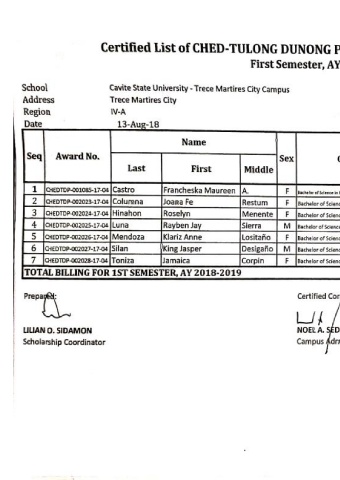 Certified List of CHED-TULONG DUNONG P
First Semester, AY
School Cavite State University - Trece Martires City Campus
Address Trece Martires City
Region IV-A
Date 13-Aug-18
Name
Seq Award No. Sex
Last First Middle
1 CHEDTDP-001085-17-04 Castro Francheska Maureen A. F Bachelor of Science in
2 CHEDTDP-002023-17-04 Colurena Joana Fe Restum F Bachelor of Scienc
3 CHEDTDP-002024-17-04 Hinahon Roselyn Menente F Bachelor of Scienc
4 CHEDTDP-002025-17-04 Luna Rayben Jay Sierra M Bachelor of Scienc
5 CHEDTDP-002026-17-04 Mendoza Klariz Anne Lositaño F Bachelor of Scienc
6 CHEDTDP-002027-17-04 Silan King Jasper Desigaño M Bachelor of Scienc
7 CHEDTDP-002028-17-04 Toniza Jamaica Corpin F Bachelor of Scienc
TOTAL BILLING FOR 1ST SEMESTER, AY 2018-2019
Prepared: Certified Cor
LILIAN O. SIDAMON NOEL A. SED
Scholarship Coordinator Campus Adm